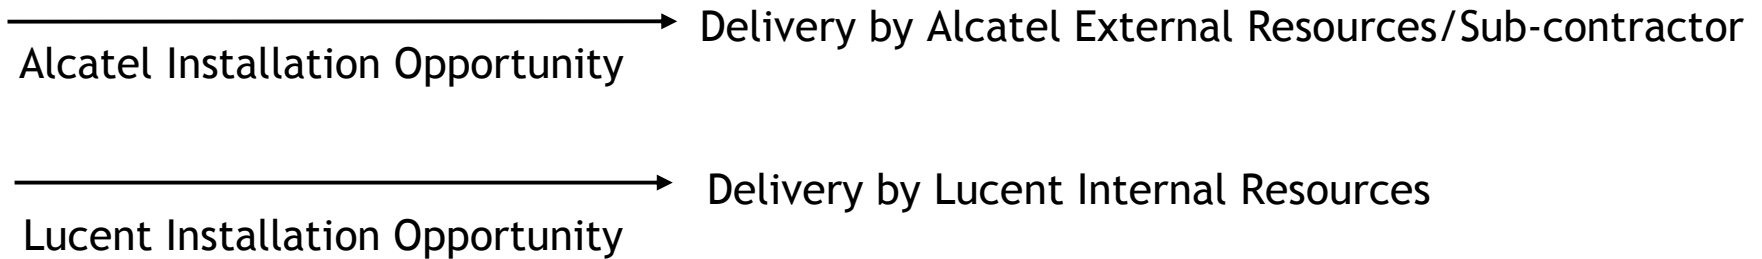 Delivery by Alcatel External Resources/Sub-contractor
Alcatel Installation Opportunity
Delivery by Lucent Internal Resources
Lucent Installation Opportunity